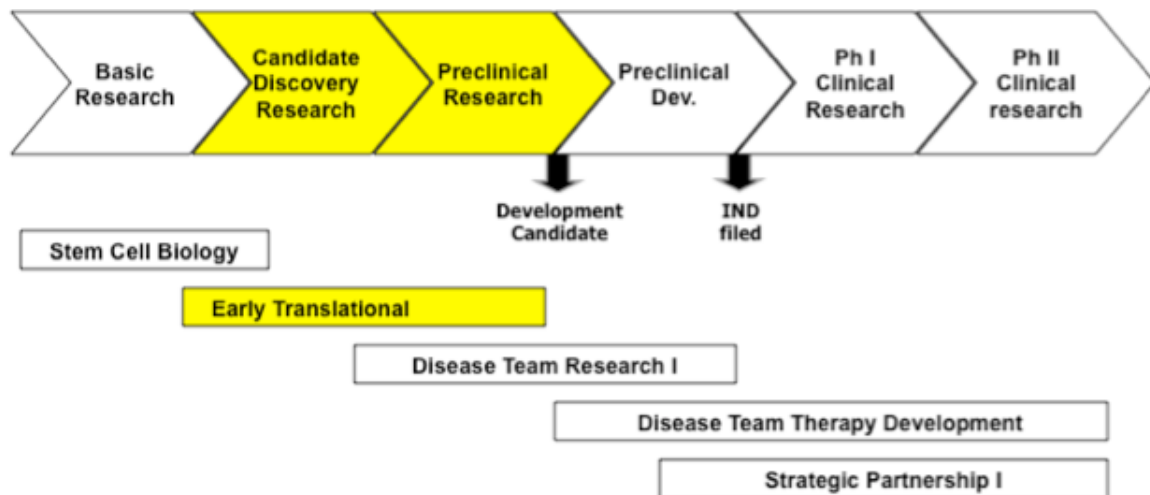 Basic
Research
Candidate
Discovery
Research
Preclinical
Research
Preclinical
Dev.
Ph I
Clinical
Research
Ph II
Clinical
research
Development
Candidate
IND
filed
Stem Cell Biology
Early Translational
Disease Team Research I
Disease Team Therapy Development
Strategic Partnership I